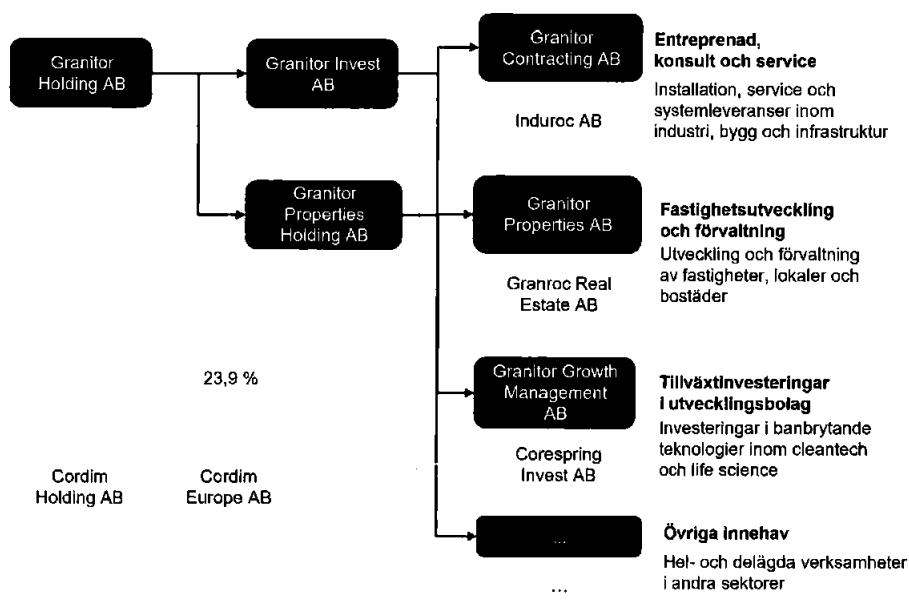 Granitor
Holding AB
Granitor Invest
AB
Granitor
Contracting AB
Entreprenad,
konsult och service
Installation, service och
systemleveranser inom
industri, bygg och infrastruktur
Induroc AB
Granitor
Properties
Holding AB
Granitor
Properties AB
Fastighetsutveckling
och förvaltning
Utveckling och förvaltning
av fastigheter, lokaler och
bostäder
Granroc Real
Estate AB
23,9 %
Granitor Growth
Management
AB
Tillväxtinvesteringar
i utvecklingsbolag
Investeringar i banbrytande
teknologier inom cleantech
och life science
Corespring
Invest AB
Cordim
Holding AB
Cordim
Europe AB
...
Övriga innehav
Hel- och delägda verksamheter
i andra sektorer
...